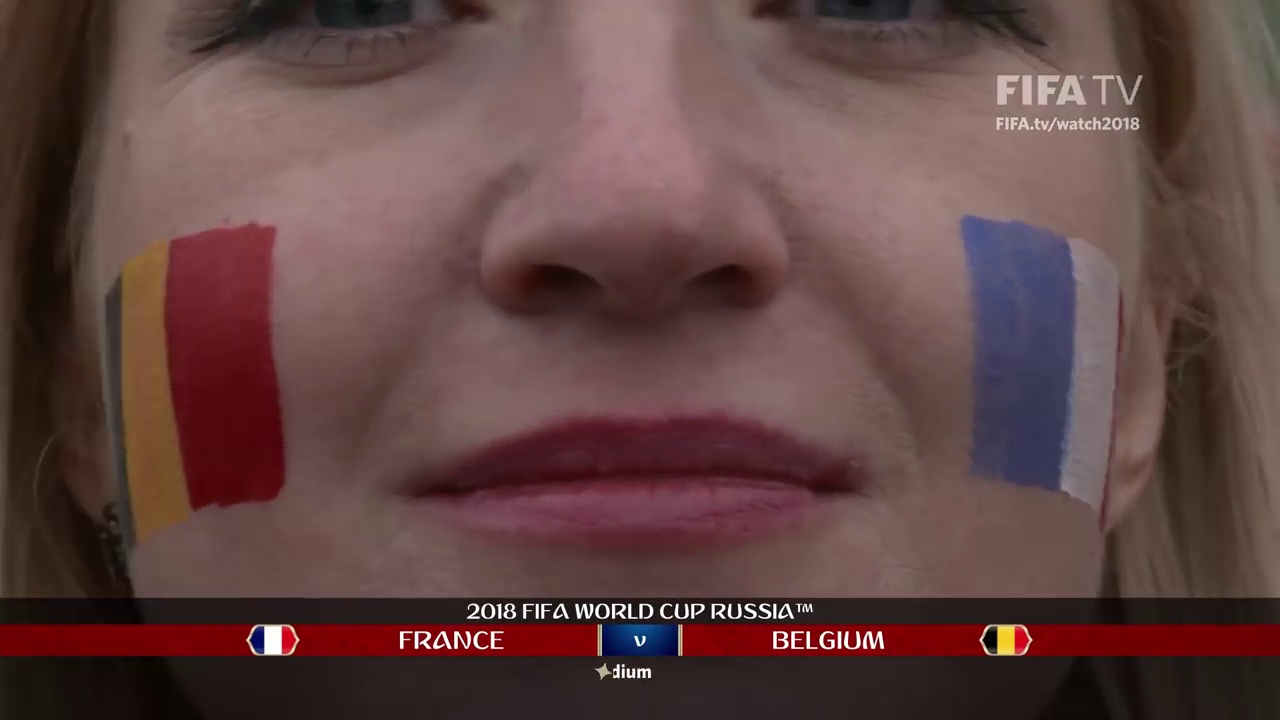 FIFA TV
FIFA.tv/watch2018
2018 FIFA WORLD CUP RUSSIA™
FRANCE v BELGIUM
dium